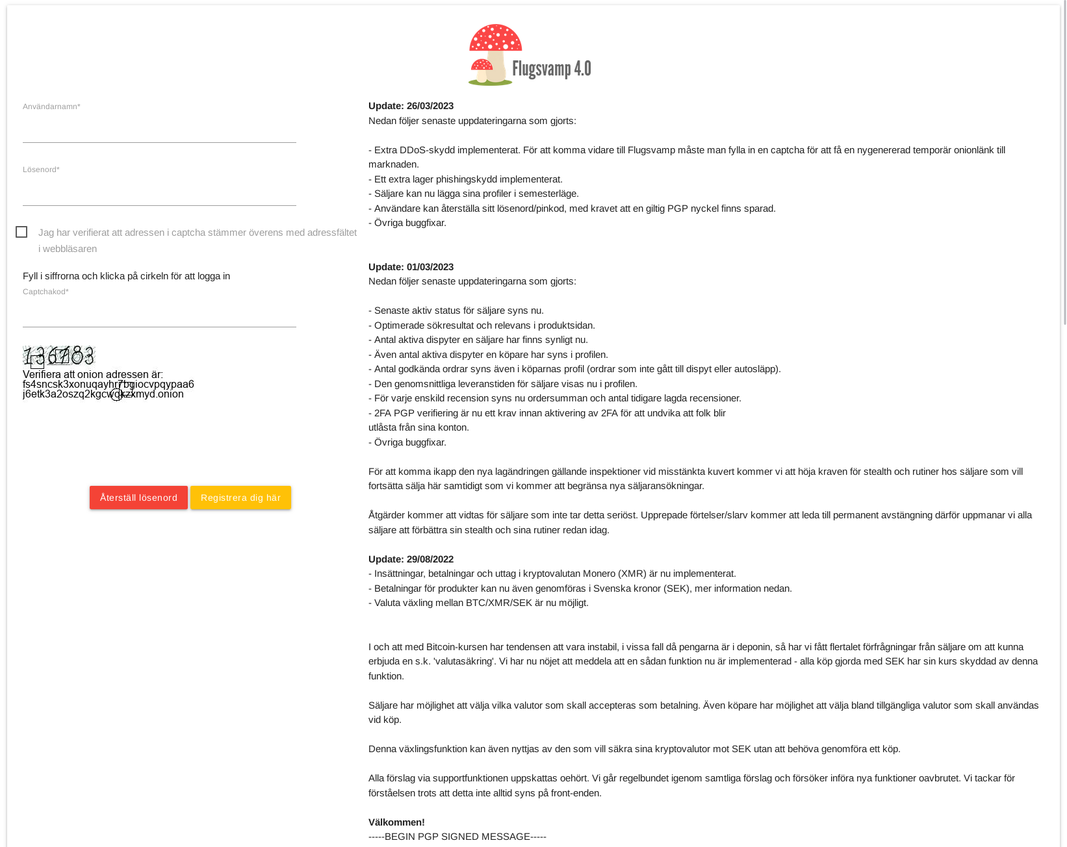 Flugsvamp 4.0
Användarnamn*
Lösenord*
Jag har verifierat att adressen i captcha stämmer överens med adressfältet
i webbläsaren
Fyll i siffrorna och klicka på cirkeln för att logga in
Captchakod*
Verifiera att onion adressen är:
Återställ lösenord
Registrera dig här
Update: 26/03/2023
Nedan följer senaste uppdateringarna som gjorts:
- Extra DDoS-skydd implementerat. För att komma vidare till Flugsvamp måste man fylla in en captcha för att få en nygenererad temporär onionlänk till
marknaden.
- Ett extra lager phishingskydd implementerat.
- Säljare kan nu lägga sina profiler i semesterläge.
- Användare kan återställa sitt lösenord/pinkod, med kravet att en giltig PGP nyckel finns sparad.
- Övriga buggfixar.
Update: 01/03/2023
Nedan följer senaste uppdateringarna som gjorts:
- Senaste aktiv status för säljare syns nu.
- Optimerade sökresultat och relevans i produktsidan.
- Antal aktiva dispyter en säljare har finns synligt nu.
- Även antal aktiva dispyter en köpare har syns i profilen.
- Antal godkända ordrar syns även i köparnas profil (ordrar som inte gått till dispyt eller autosläpp).
- Den genomsnittliga leveranstiden för säljare visas nu i profilen.
- För varje enskild recension syns nu ordersumman och antal tidigare lagda recensioner.
- 2FA PGP verifiering är nu ett krav innan aktivering av 2FA för att undvika att folk blir
utlåsta från sina konton.
- Övriga buggfixar.
För att komma ikapp den nya lagändringen gällande inspektioner vid misstänkta kuvert kommer vi att höja kraven för stealth och rutiner hos säljare som vill
fortsätta sälja här samtidigt som vi kommer att begränsa nya säljaransökningar.
Åtgärder kommer att vidtas för säljare som inte tar detta seriöst. Upprepade förtelser/slarv kommer att leda till permanent avstängning därför uppmanar vi alla
säljare att förbättra sin stealth och sina rutiner redan idag.
Update: 29/08/2022
- Insättningar, betalningar och uttag i kryptovalutan Monero (XMR) är nu implementerat.
- Betalningar för produkter kan nu även genomföras i Svenska kronor (SEK), mer information nedan.
- Valuta växling mellan BTC/XMR/SEK är nu möjligt.
I och att med Bitcoin-kursen har tendensen att vara instabil, i vissa fall då pengarna är i deponin, så har vi fått flertalet förfrågningar från säljare om att kunna
erbjuda en s.k. 'valutasäkring'. Vi har nu nöjet att meddela att en sådan funktion nu är implementerad - alla köp gjorda med SEK har sin kurs skyddad av denna
funktion.
Säljare har möjlighet att välja vilka valutor som skall accepteras som betalning. Även köpare har möjlighet att välja bland tillgängliga valutor som skall användas
vid köp.
Denna växlingsfunktion kan även nyttjas av den som vill säkra sina kryptovalutor mot SEK utan att behöva genomföra ett köp.
Alla förslag via supportfunktionen uppskattas oehört. Vi går regelbundet igenom samtliga förslag och försöker införa nya funktioner oavbrutet. Vi tackar för
förståelsen trots att detta inte alltid syns på front-enden.
Välkommen!
-----BEGIN PGP SIGNED MESSAGE-----